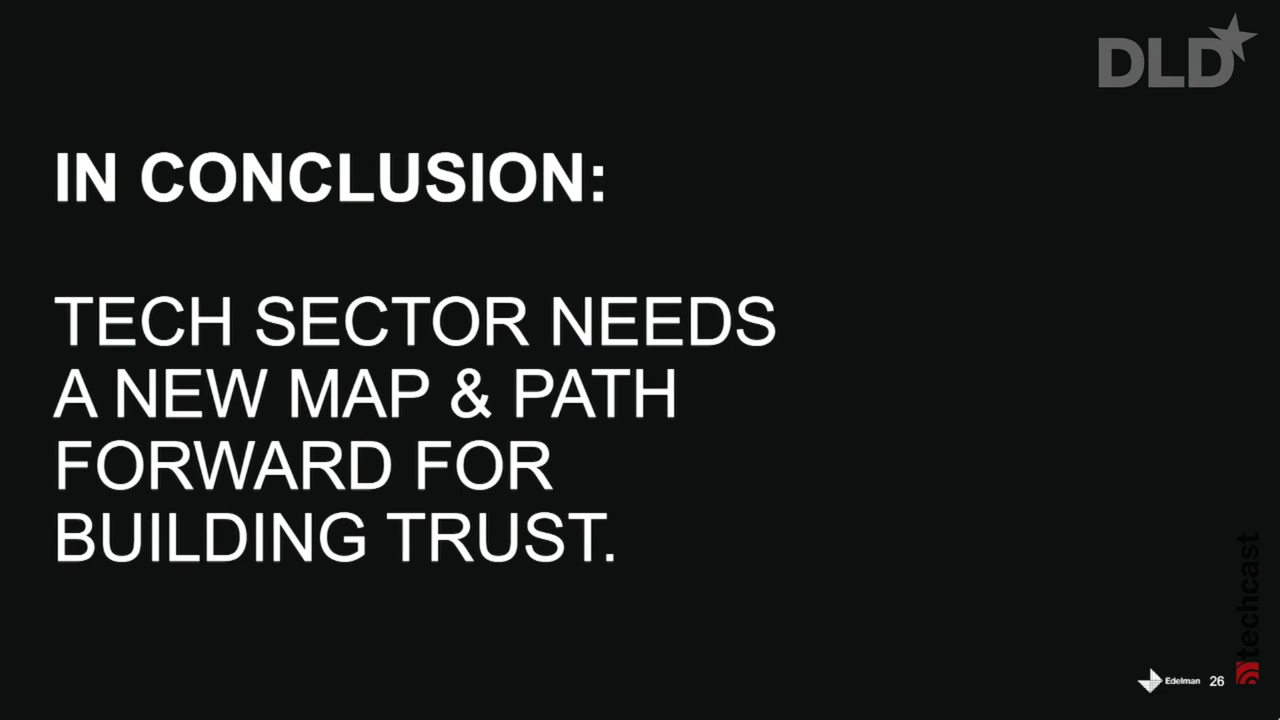 DLD
IN CONCLUSION:
TECH SECTOR NEEDS
A NEW MAP & PATH
FORWARD FOR
BUILDING TRUST.
techcast
Edelman 26